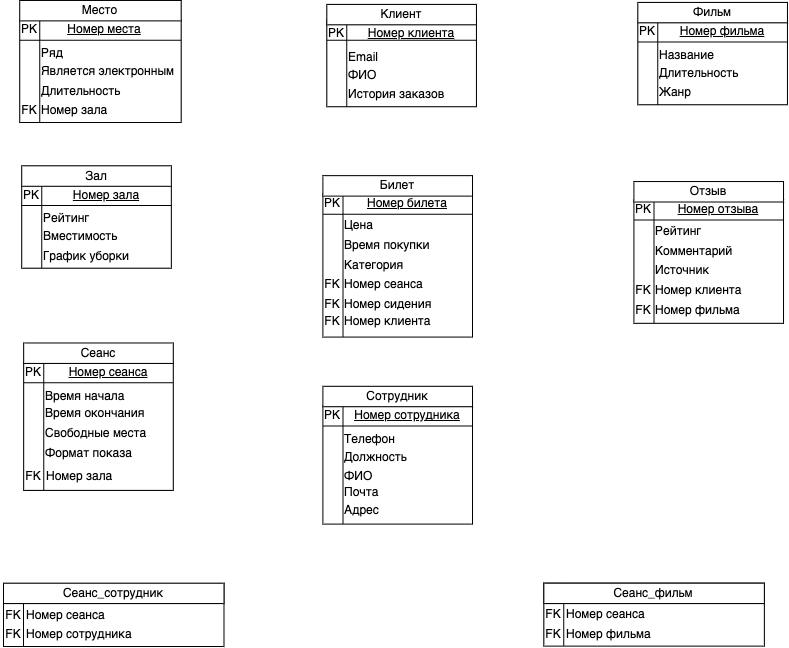 Место
PK Номер места
Ряд
Является электронным
Длительность
FK Номер зала
Клиент
PK Номер клиента
Email
ФИО
История заказов
Фильм
PK Номер фильма
Название
Длительность
Жанр
Зал
PK Номер зала
Рейтинг
Вместимость
График уборки
Билет
PK Номер билета
Цена
Время покупки
Категория
FK Номер сеанса
FK Номер сидения
FK Номер клиента
Отзыв
PK Номер отзыва
Рейтинг
Комментарий
Источник
FK Номер клиента
FK Номер фильма
Сеанс
PK Номер сеанса
Время начала
Время окончания
Свободные места
Формат показа
FK Номер зала
Сотрудник
PK Номер сотрудника
Телефон
Должность
ФИО
Почта
Адрес
Сеанс_сотрудник
FK Номер сеанса
FK Номер сотрудника
Сеанс_фильм
FK Номер сеанса
FK Номер фильма